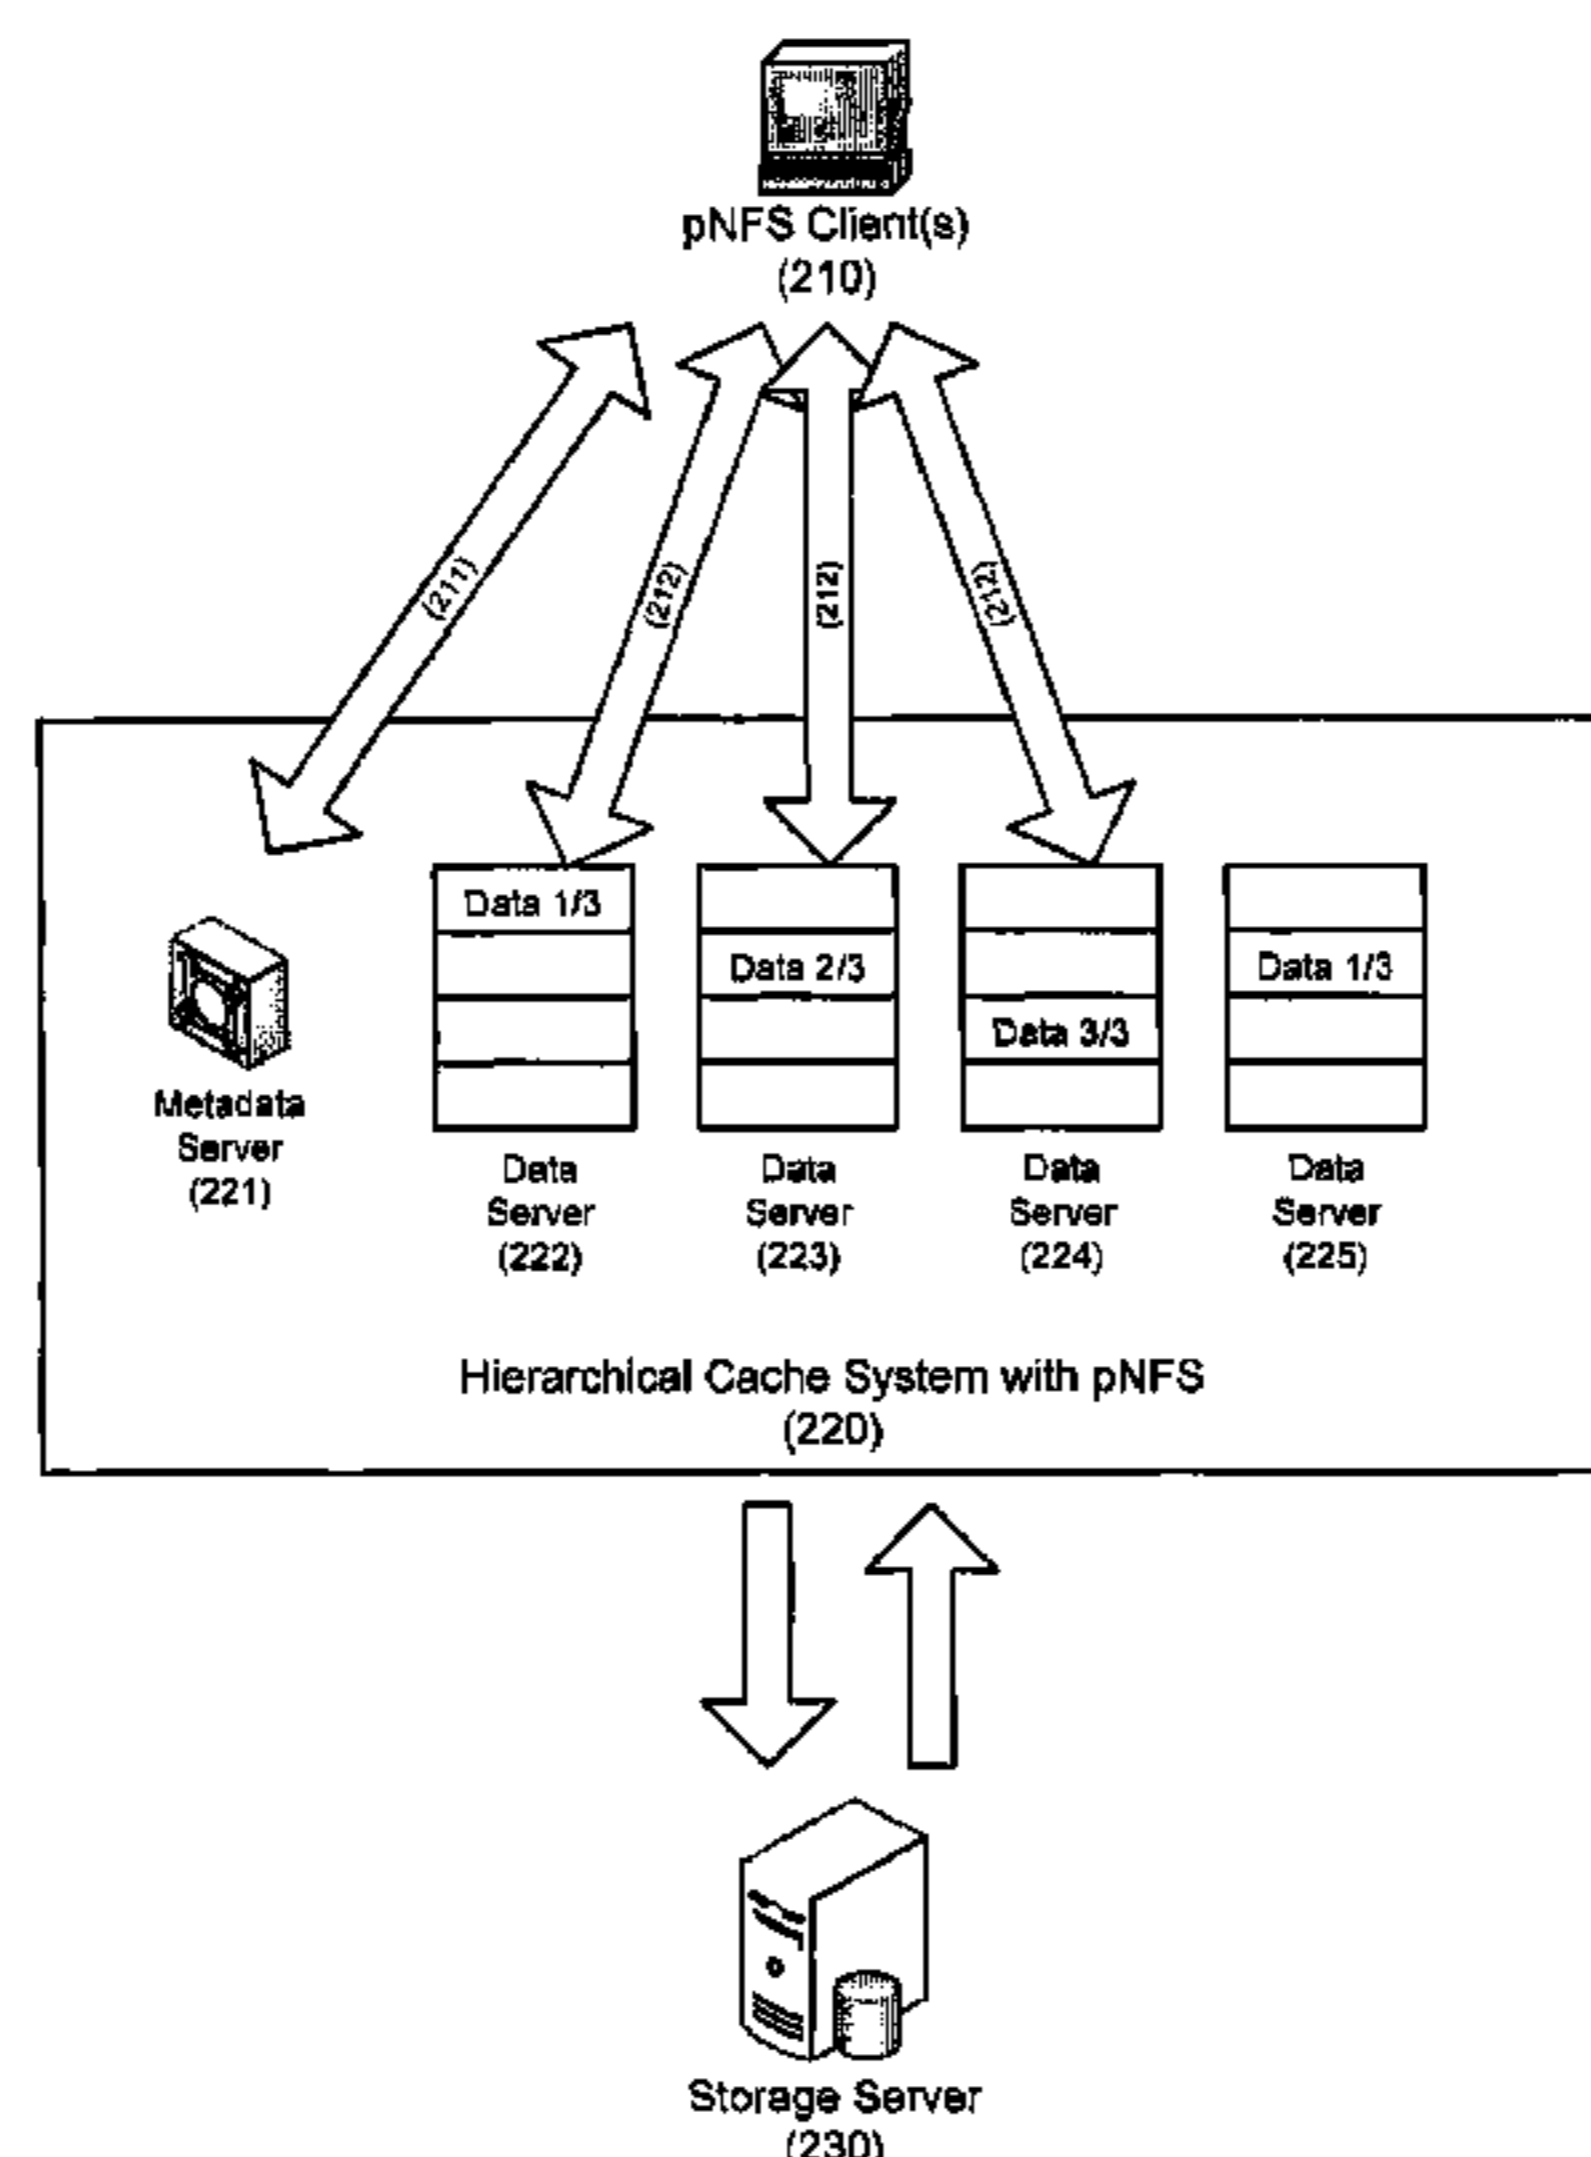 pNFS Client(s)
(210)
(211)
(212)
(212)
(212)
Data 1/3
Data 2/3
Data 1/3
Data 3/3
Metadata
Server
(221)
Data
Server
(222)
Data
Server
(223)
Data
Server
(224)
Data
Server
(225)
Hierarchical Cache System with pNFS
(220)
Storage Server
(230)